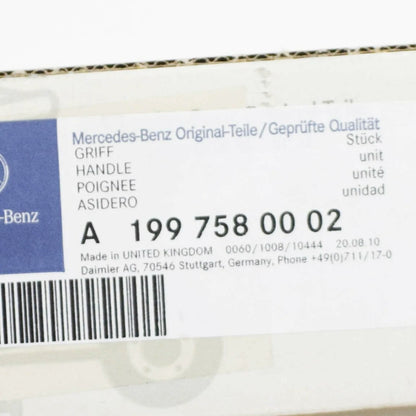 Mercedes-Benz Original-Teile/Geprüfte Qualität
GRIFF Stück
HANDLE unit
POIGNEE unité
ASIDERO unidad
-Benz
A 199 758 00 02
Made in UNITED KINGDOM 0060/1008/10444 20.08.10
Daimler AG, 70546 Stuttgart, Germany, Phone +49(0)711/17-0